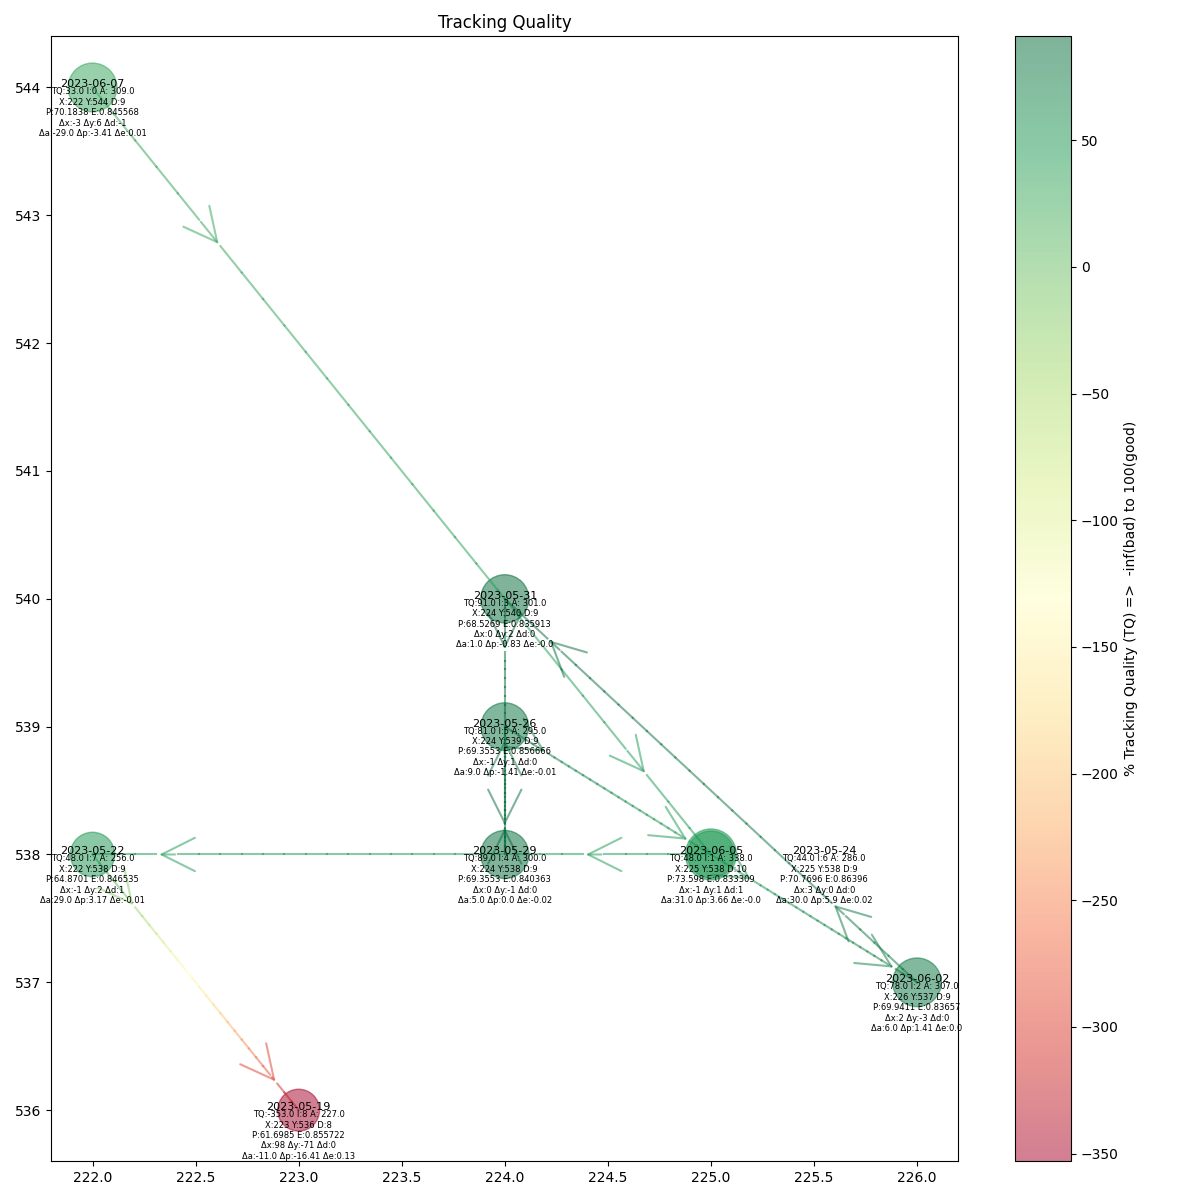 Tracking Quality
544
543
542
541
540
539
538
537
536
222.0
222.5
223.0
223.5
224.0
224.5
225.0
225.5
226.0
2023-06-07
TQ:33.0 I:0 A: 309.0
X:222 Y:544 D:9
P:70.1838 E:0.845568
Δx:-3 Δy:6 Δd:-1
Δa:-29.0 Δp:-3.41 Δe:0.01
2023-05-31
TQ:91.0 I:3 A: 301.0
X:224 Y:540 D:9
P:68.5269 E:0.835913
Δx:0 Δy:2 Δd:0
Δa:1.0 Δp:-0.83 Δe:-0.0
2023-05-26
TQ:81.0 I:5 A: 295.0
X:224 Y:539 D:9
P:69.3553 E:0.856666
Δx:-1 Δy:1 Δd:0
Δa:9.0 Δp:-1.41 Δe:-0.01
2023-05-22
TQ:48.0 I:7 A: 256.0
X:222 Y:538 D:9
P:64.8701 E:0.846535
Δx:-1 Δy:2 Δd:1
Δa:29.0 Δp:3.17 Δe:-0.01
2023-05-29
TQ:89.0 I:4 A: 300.0
X:224 Y:538 D:9
P:69.3553 E:0.840363
Δx:0 Δy:-1 Δd:0
Δa:5.0 Δp:0.0 Δe:-0.02
2023-06-05
TQ:48.0 I:1 A: 338.0
X:225 Y:538 D:10
P:73.598 E:0.833309
Δx:-1 Δy:1 Δd:1
Δa:31.0 Δp:3.66 Δe:-0.0
2023-05-24
TQ:44.0 I:6 A: 286.0
X:225 Y:538 D:9
P:70.7696 E:0.86396
Δx:3 Δy:0 Δd:0
Δa:30.0 Δp:5.9 Δe:0.02
2023-06-02
TQ:78.0 I:2 A: 307.0
X:226 Y:537 D:9
P:69.9411 E:0.83657
Δx:2 Δy:-3 Δd:0
Δa:6.0 Δp:1.41 Δe:0.0
2023-05-19
TQ:-353.0 I:8 A: 227.0
X:223 Y:536 D:8
P:61.6985 E:0.855722
Δx:98 Δy:-71 Δd:0
Δa:-11.0 Δp:-16.41 Δe:0.13
50
0
−50
−100
−150
−200
−250
−300
−350
% Tracking Quality (TQ) => -inf(bad) to 100(good)